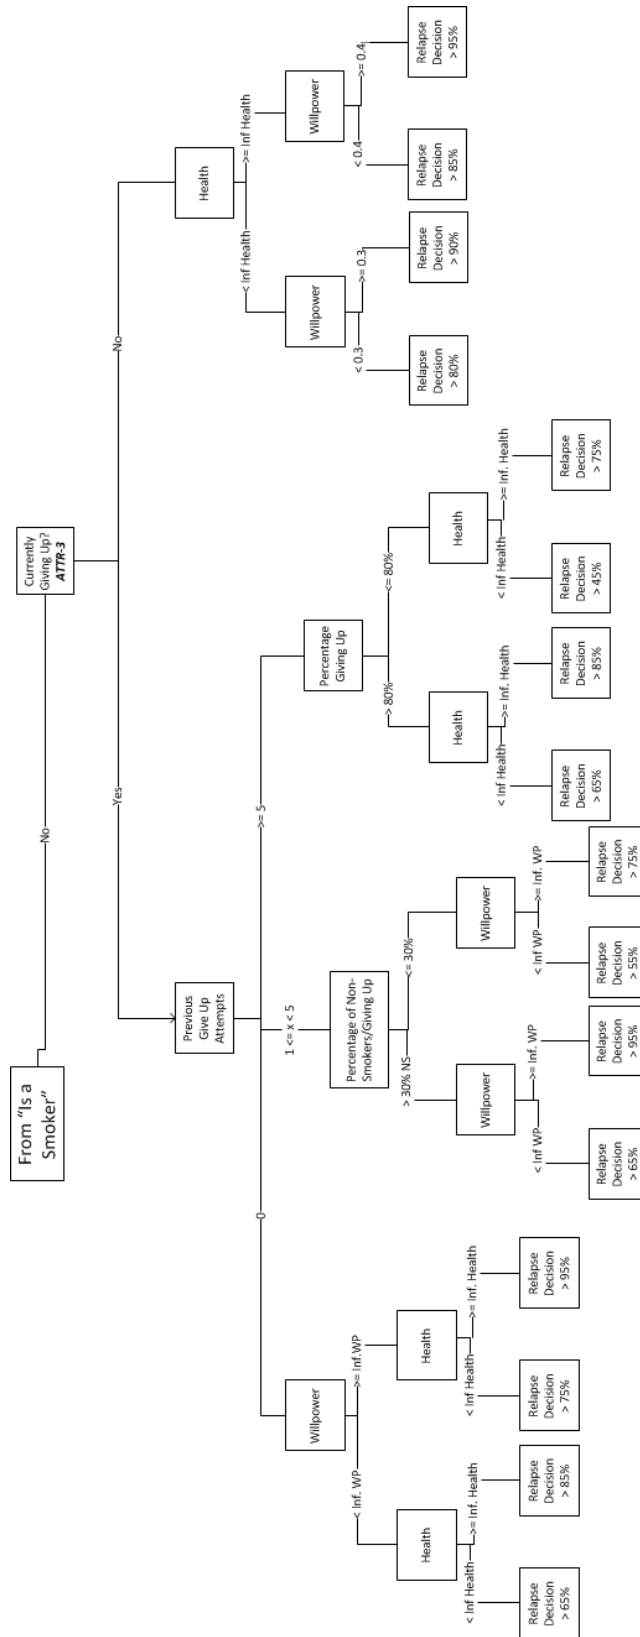 From "Is a
Smoker"
No
Currently
Giving Up?
ATTR-3
Yes
No
Previous
Give Up
Attempts
0
1 <= x < 5
>= 5
Willpower
< Inf. WP
>= Inf.WP
Health
< Inf Health
>= Inf. Health
Relapse
Decision
> 65%
Relapse
Decision
> 85%
Health
< Inf Health
>= Inf. Health
Relapse
Decision
> 75%
Relapse
Decision
> 95%
Percentage of Non-
Smokers/Giving Up
> 30% NS
<= 30%
Willpower
< Inf WP
>= Inf. WP
Relapse
Decision
> 65%
Relapse
Decision
> 95%
Willpower
< Inf WP
>= Inf. WP
Relapse
Decision
> 55%
Relapse
Decision
> 75%
Percentage
Giving Up
> 80%
<= 80%
Health
< Inf Health
>= Inf. Health
Relapse
Decision
> 65%
Relapse
Decision
> 85%
Health
< Inf Health
>= Inf. Health
Relapse
Decision
> 45%
Relapse
Decision
> 75%
Health
< Inf Health
>= Inf Health
Willpower
< 0.3
>= 0.3
Relapse
Decision
> 80%
Relapse
Decision
> 90%
Willpower
< 0.4
>= 0.4
Relapse
Decision
> 85%
Relapse
Decision
> 95%